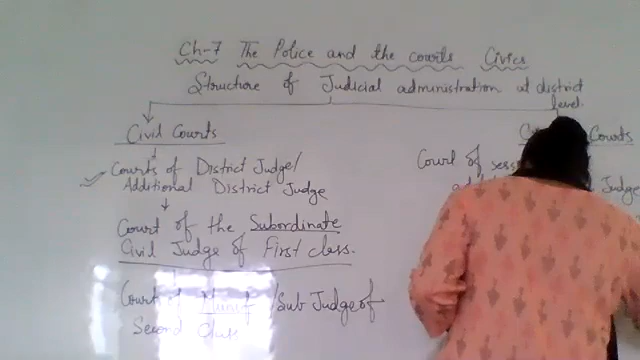 Ch-7 The Police and the courts Civics
Structure of Judicial administration at district level.
Civil Courts
Courts of District Judge/
Additional District Judge
Court of the Subordinate
Civil Judge of First class.
Court of Munsif /Sub Judge of
Second Class
Courts
Court of
Judge